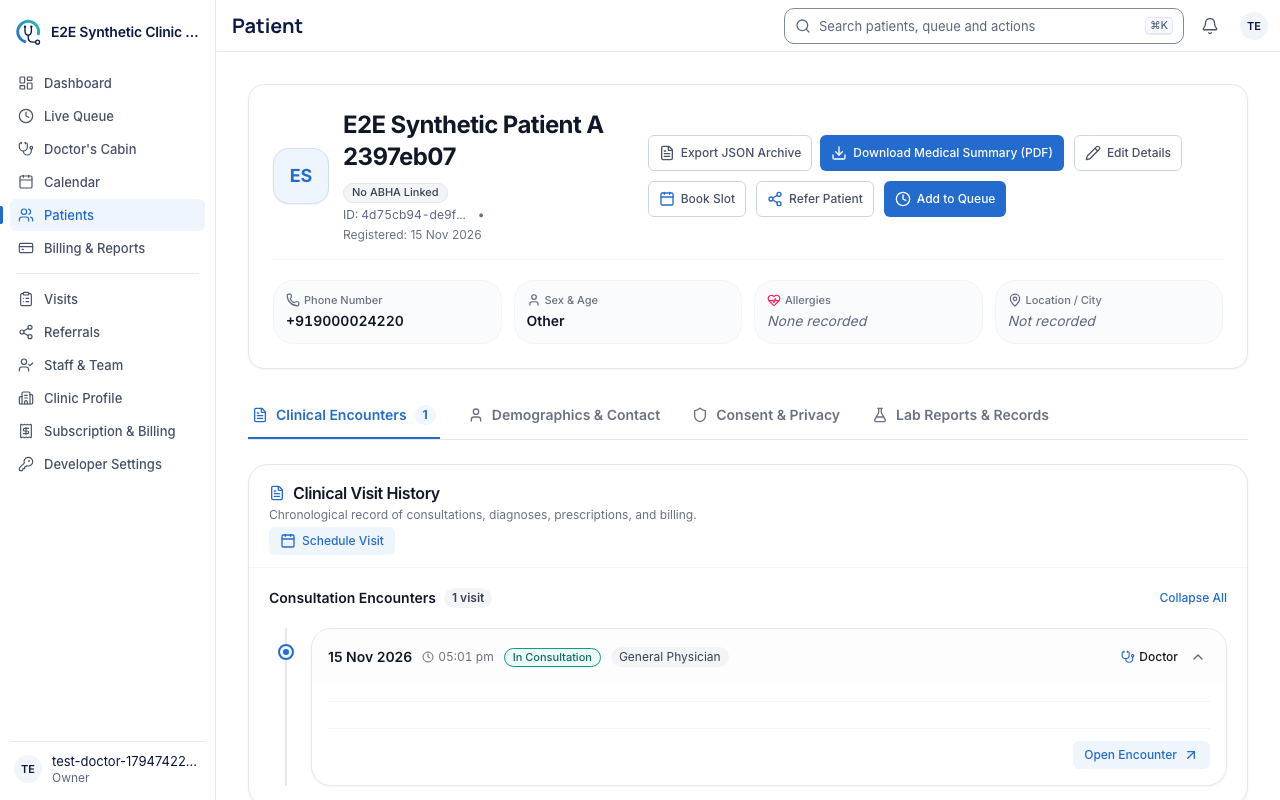 E2E Synthetic Clinic ...
Patient
Search patients, queue and actions
⌘K
TE
Dashboard
Live Queue
Doctor's Cabin
Calendar
Patients
Billing & Reports
Visits
Referrals
Staff & Team
Clinic Profile
Subscription & Billing
Developer Settings
TE
test-doctor-17947422...
Owner
ES
E2E Synthetic Patient A
2397eb07
No ABHA Linked
ID: 4d75cb94-de9f... •
Registered: 15 Nov 2026
Export JSON Archive
Download Medical Summary (PDF)
Edit Details
Book Slot
Refer Patient
Add to Queue
Phone Number
+919000024220
Sex & Age
Other
Allergies
None recorded
Location / City
Not recorded
Clinical Encounters 1
Demographics & Contact
Consent & Privacy
Lab Reports & Records
Clinical Visit History
Chronological record of consultations, diagnoses, prescriptions, and billing.
Schedule Visit
Consultation Encounters 1 visit
Collapse All
15 Nov 2026 05:01 pm In Consultation General Physician
Doctor
Open Encounter